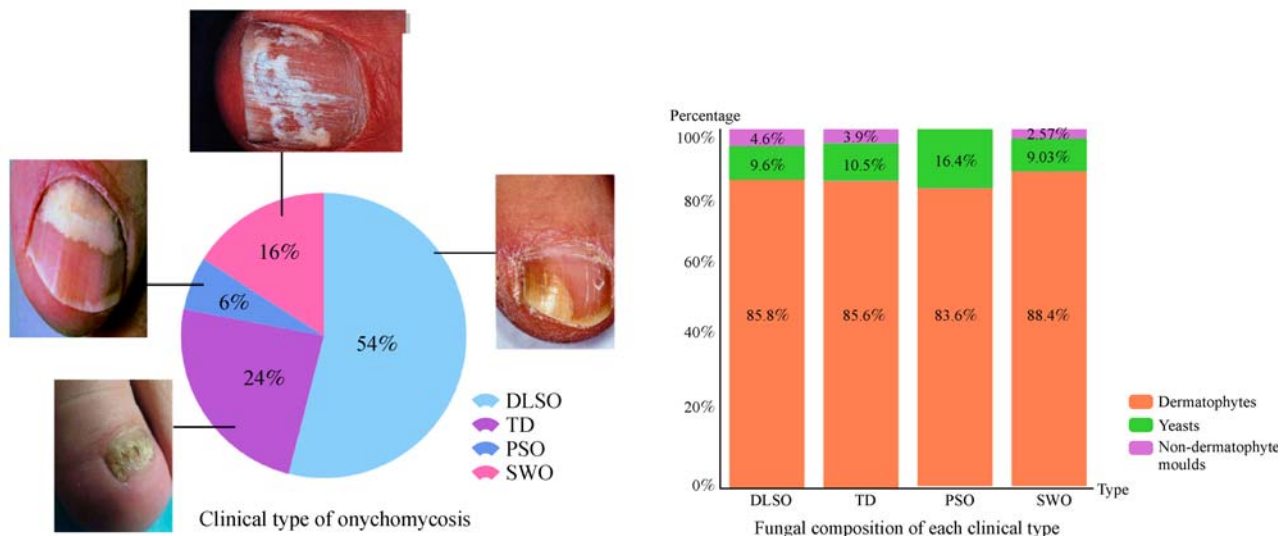 16%
6%
54%
24%
DLSO
TD
PSO
SWO
Clinical type of onychomycosis
Percentage
100%
80%
60%
40%
20%
0%
4.6%
3.9%
2.57%
9.6%
10.5%
16.4%
9.03%
85.8%
85.6%
83.6%
88.4%
Dermatophytes
Yeasts
Non-dermatophyte
moulds
Type
DLSO
TD
PSO
SWO
Fungal composition of each clinical type